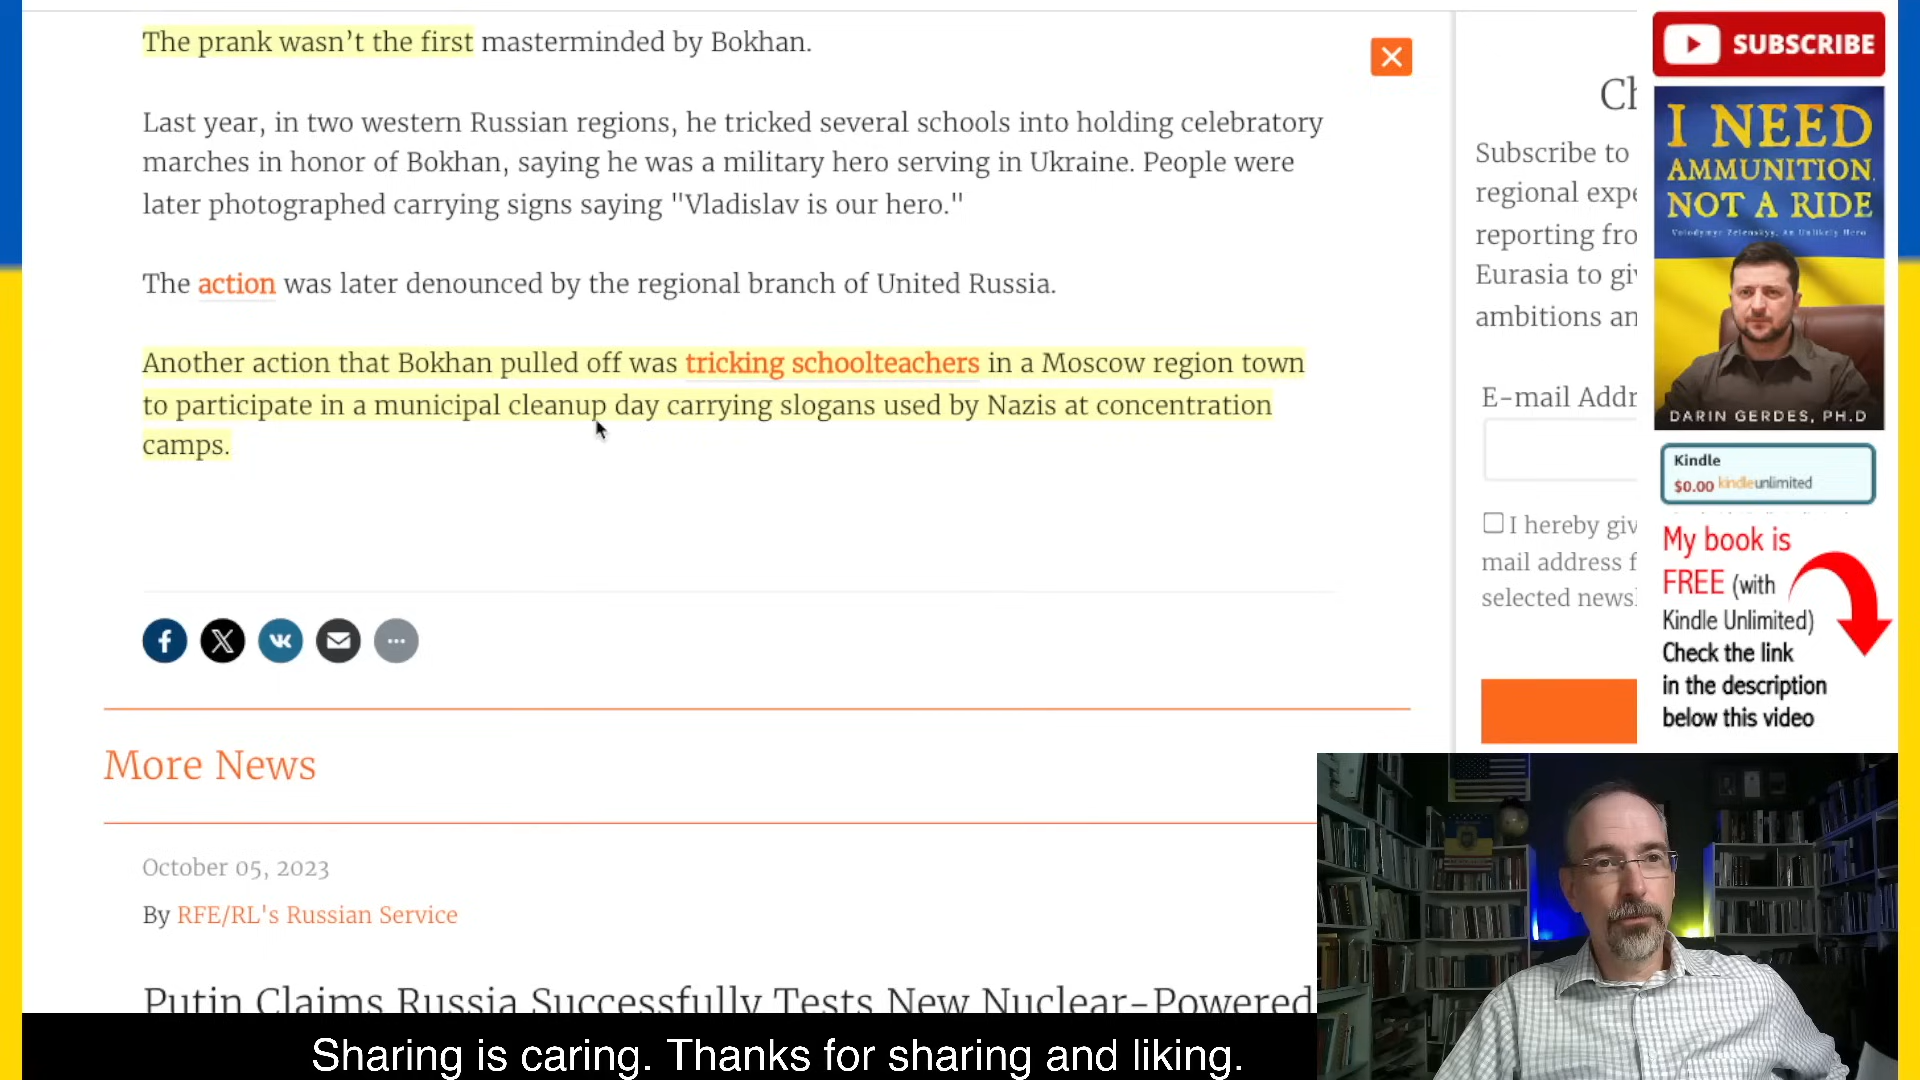 The prank wasn't the first masterminded by Bokhan.
Last year, in two western Russian regions, he tricked several schools into holding celebratory
marches in honor of Bokhan, saying he was a military hero serving in Ukraine. People were
later photographed carrying signs saying "Vladislav is our hero."
The action was later denounced by the regional branch of United Russia.
Another action that Bokhan pulled off was tricking schoolteachers in a Moscow region town
to participate in a municipal cleanup day carrying slogans used by Nazis at concentration
camps.
More News
October 05, 2023
By RFE/RL's Russian Service
Putin Claims Russia Successfully Tests New Nuclear-Powered
Subscribe to
regional expe
reporting fro
Eurasia to giv
ambitions an
E-mail Addr
I hereby giv
mail address f
selected newsl
SUBSCRIBE
I NEED
AMMUNITION,
NOT A RIDE
Volodymyr Zelenskyy, An Unlikely Hero
DARIN GERDES, PH.D
Kindle
$0.00 kindleunlimited
My book is
FREE (with
Kindle Unlimited)
Check the link
in the description
below this video
Sharing is caring. Thanks for sharing and liking.